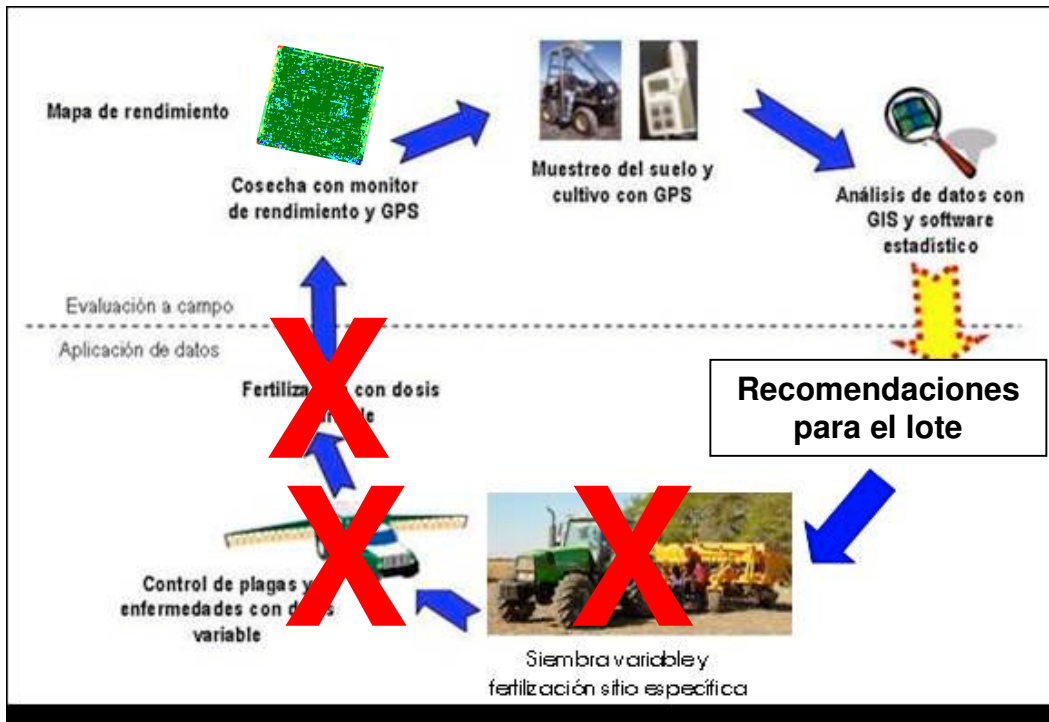 Mapa de rendimiento
Cosecha con monitor
de rendimiento y GPS
Muestreo del suelo y
cultivo con GPS
Análisis de datos con
GIS y software
estadístico
Evaluación a campo
Aplicación de datos
Recomendaciones
para el lote
con dosis
Control de plagas y
enfermedades con
variable
Siembra variable y
fertilización sitio específica